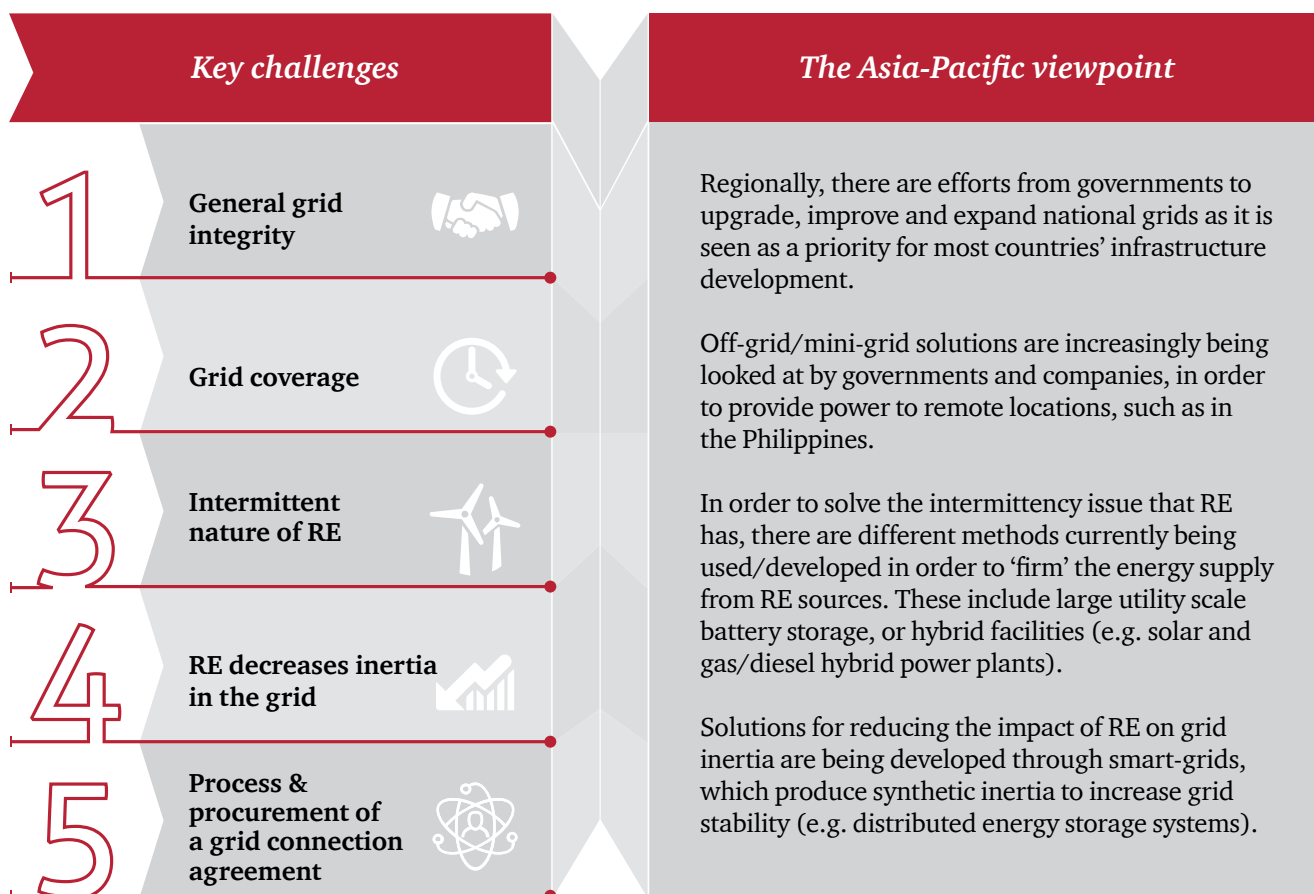 Key challenges
The Asia-Pacific viewpoint
1
General grid
integrity
2
Grid coverage
3
Intermittent
nature of RE
4
RE decreases inertia
in the grid
5
Process &
procurement of
a grid connection
agreement
Regionally, there are efforts from governments to
upgrade, improve and expand national grids as it is
seen as a priority for most countries’ infrastructure
development.
Off-grid/mini-grid solutions are increasingly being
looked at by governments and companies, in order
to provide power to remote locations, such as in
the Philippines.
In order to solve the intermittency issue that RE
has, there are different methods currently being
used/developed in order to ‘firm’ the energy supply
from RE sources. These include large utility scale
battery storage, or hybrid facilities (e.g. solar and
gas/diesel hybrid power plants).
Solutions for reducing the impact of RE on grid
inertia are being developed through smart-grids,
which produce synthetic inertia to increase grid
stability (e.g. distributed energy storage systems).